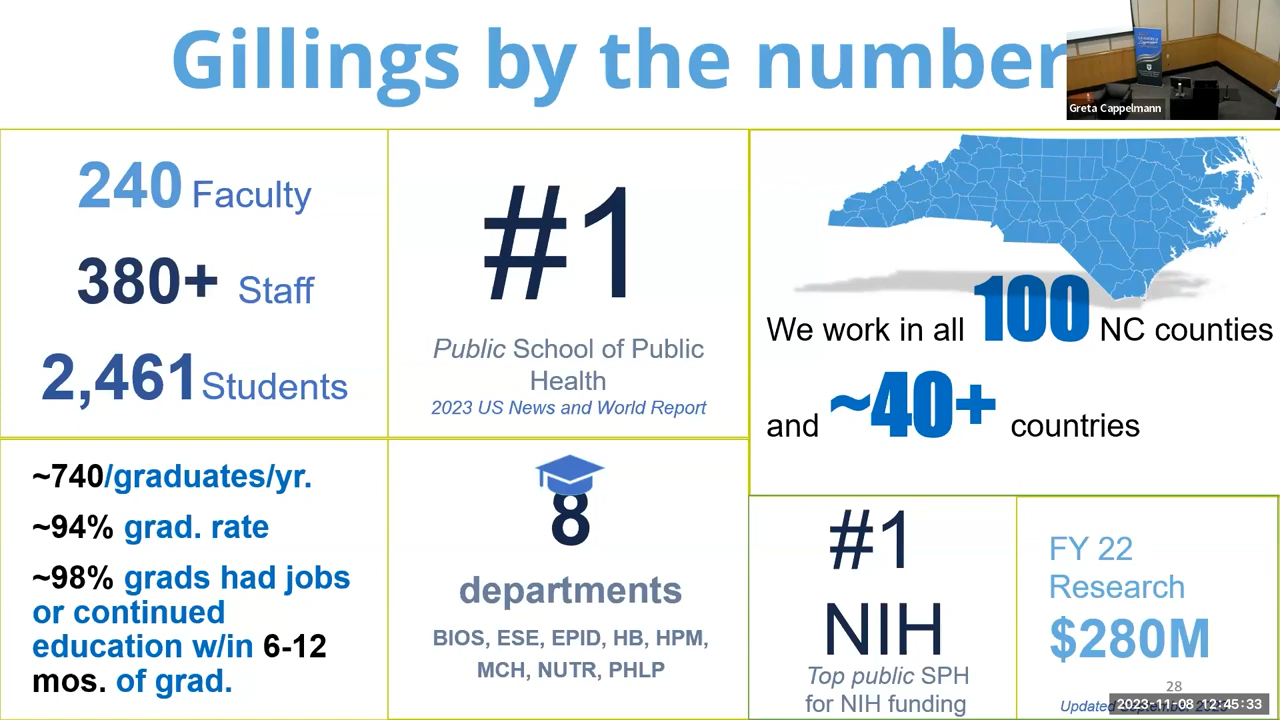 Gillings by the number
Greta Cappelmann
240 Faculty
380+ Staff
2,461 Students
#1
Public School of Public
Health
2023 US News and World Report
We work in all 100 NC counties
and ~40+ countries
~740/graduates/yr.
~94% grad. rate
~98% grads had jobs
or continued
education w/in 6-12
mos. of grad.
8
departments
BIOS, ESE, EPID, HB, HPM,
MCH, NUTR, PHLP
#1
NIH
Top public SPH
for NIH funding
FY 22
Research
$280M
28
Updated
2023-11-08 12:45:33